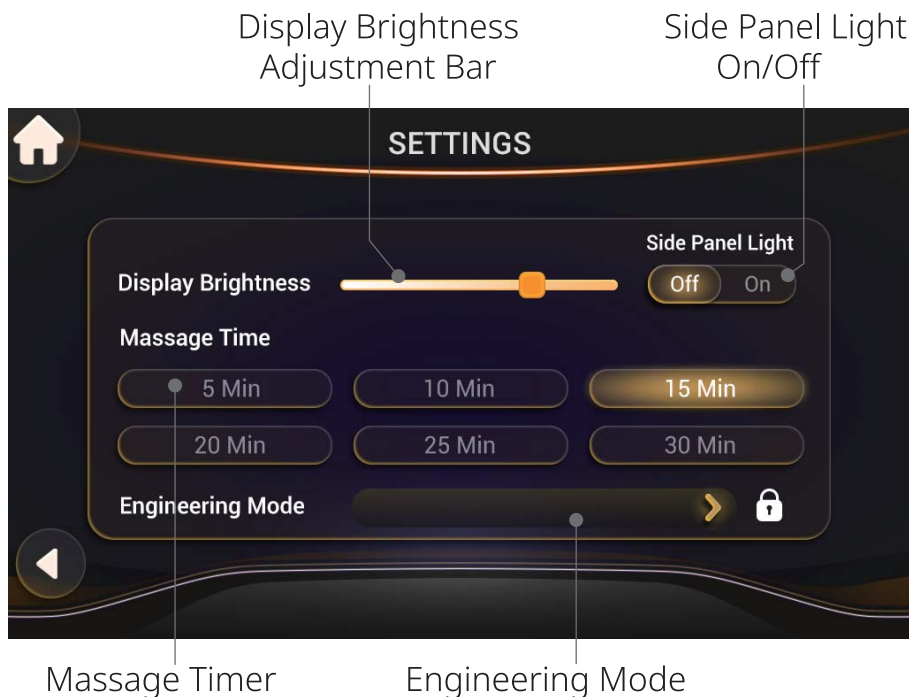 Display Brightness
Adjustment Bar
Side Panel Light
On/Off
SETTINGS
Side Panel Light
Display Brightness
Off On
Massage Time
5 Min 10 Min 15 Min
20 Min 25 Min 30 Min
Engineering Mode
Massage Timer
Engineering Mode